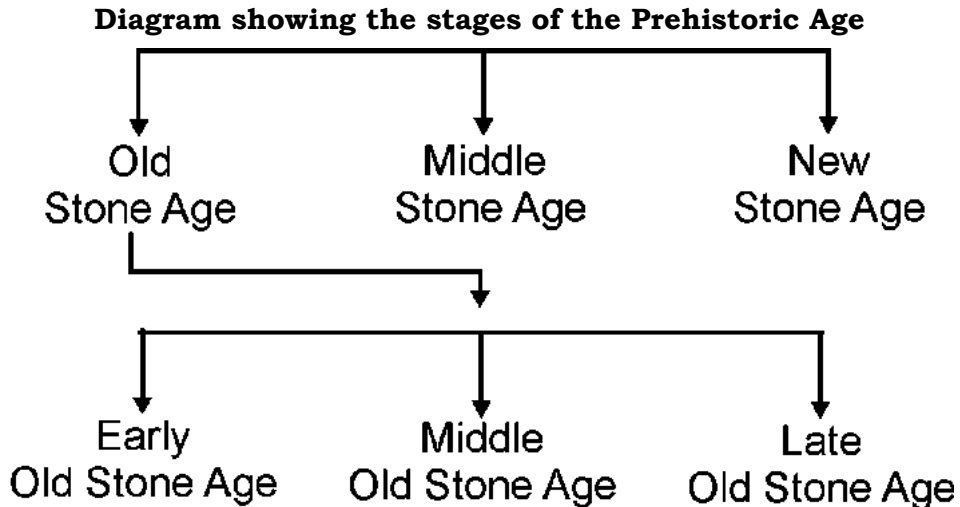 Diagram showing the stages of the Prehistoric Age
Old
Stone Age
Middle
Stone Age
New
Stone Age
Early
Old Stone Age
Middle
Old Stone Age
Late
Old Stone Age